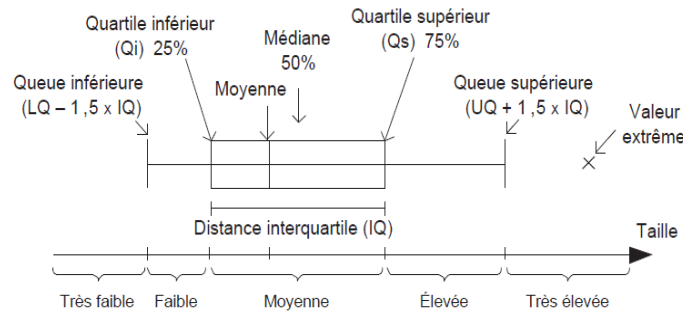 Quartile inférieur
(Qi) 25%
Médiane
50%
Quartile supérieur
(Qs) 75%
Queue inférieure
(LQ – 1 ,5 x IQ)
Moyenne
Queue supérieure
(UQ + 1,5 x IQ)
Valeur
extrême
Distance interquartile (IQ)
Taille
Très faible
Faible
Moyenne
Élevée
Très élevée